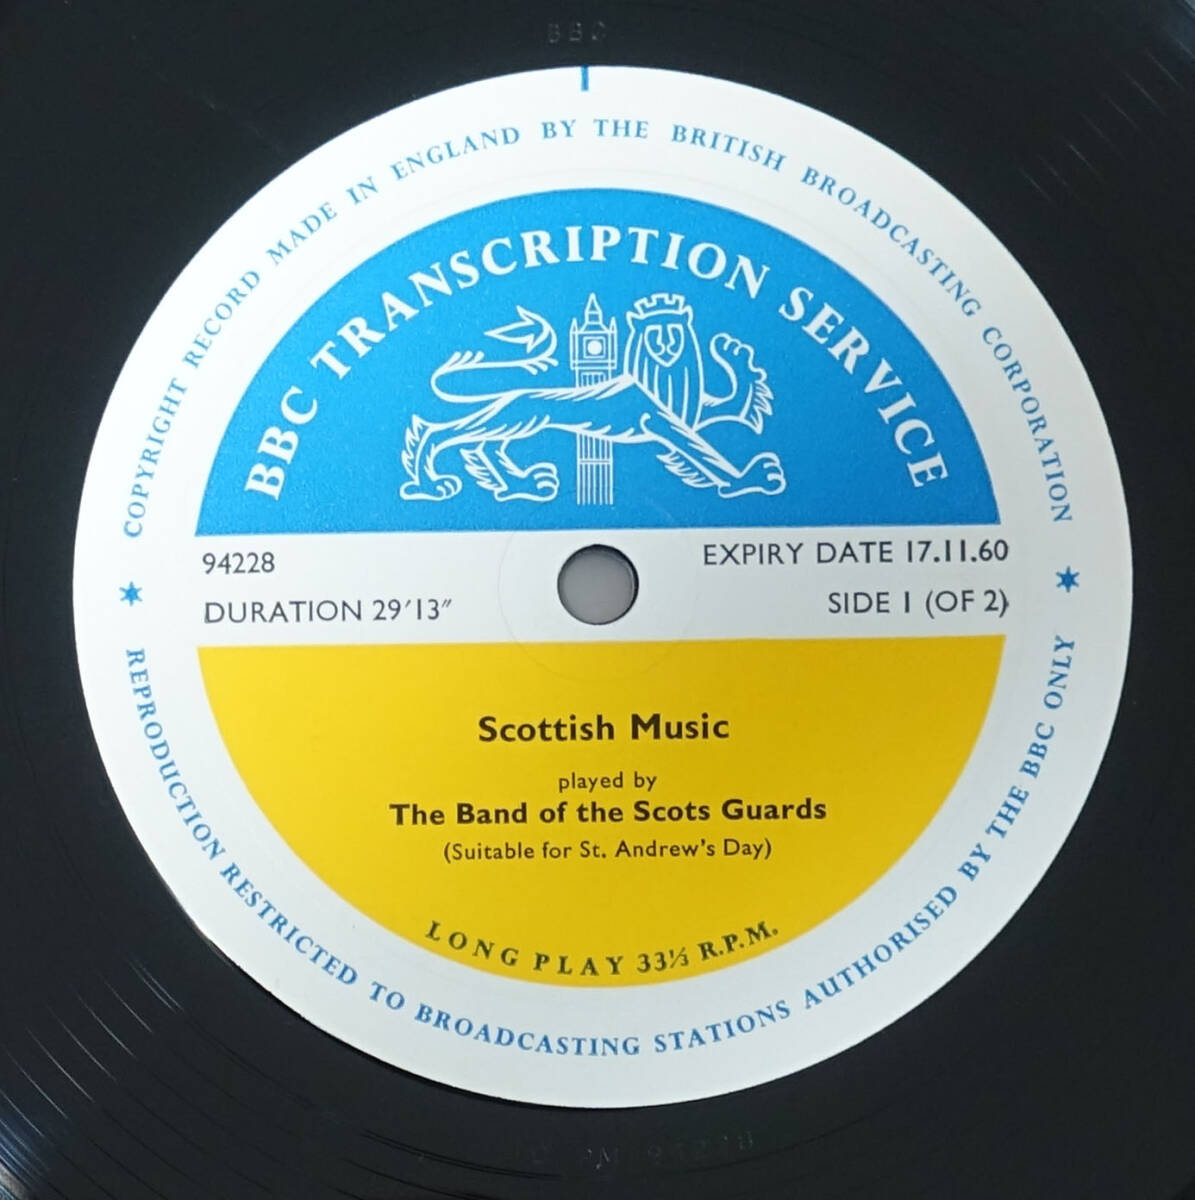 BBC
COPYRIGHT RECORD MADE IN ENGLAND BY THE BRITISH BROADCASTING CORPORATION
BBC TRANSCRIPTION SERVICE
94228
EXPIRY DATE 17.11.60
DURATION 29'13"
SIDE 1 (OF 2)
Scottish Music
played by
The Band of the Scots Guards
(Suitable for St. Andrew's Day)
LONG PLAY 33⅓ R.P.M.
REPRODUCTION RESTRICTED TO BROADCASTING STATIONS AUTHORISED BY THE BBC ONLY